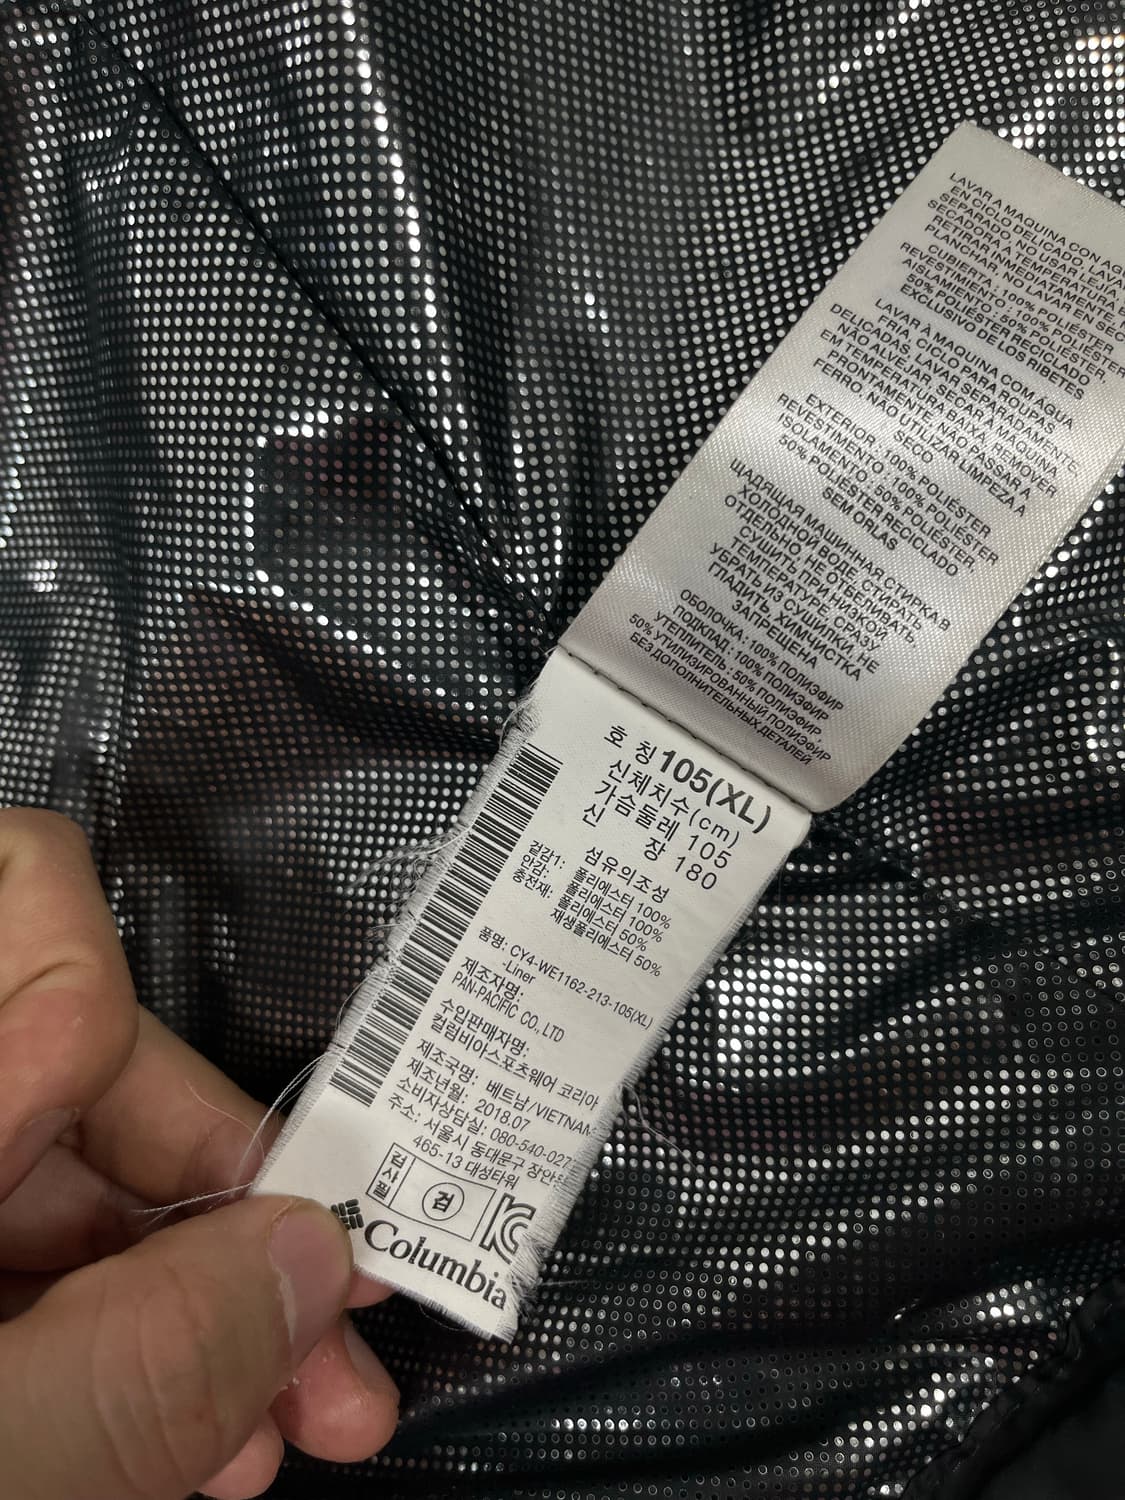 LAVAR A MAQUINA CON
EN CICLO DELICADO, LAVAR
SEPARADO, NO USAR LEJIA,
SECADORA A TEMPERATURA
RETIRAR INMEDIATAMENTE,
PLANCHAR, NO LAVAR EN SECO
CUBIERTA : 100% POLIÉSTER
REVESTIMIENTO : 100% POLIÉSTER
AISLAMIENTO : 50% POLIÉSTER,
50% POLIÉSTER RECICLADO
EXCLUSIVO DE LOS RIBETES
LAVAR À MAQUINA COM ÁGUA
FRIA, CICLO PARA ROUPAS
DELICADAS, LAVAR SEPARADAMENTE,
NÃO ALVEJAR, SECAR À MAQUINA
EM TEMPERATURA BAIXA, REMOVER
PRONTAMENTE, NÃO PASSAR A
FERRO, NÃO UTILIZAR LIMPEZA A
SECO
EXTERIOR : 100% POLIÉSTER
REVESTIMENTO : 100% POLIÉSTER
ISOLAMENTO : 50% POLIÉSTER,
50% POLIÉSTER RECICLADO
SEM ORLAS
ЩАДЯЩАЯ МАШИННАЯ СТИРКА В
ХОЛОДНОЙ ВОДЕ, СТИРАТЬ
ОТДЕЛЬНО, НЕ ОТБЕЛИВАТЬ,
СУШИТЬ ПРИ НИЗКОЙ
ТЕМПЕРАТУРЕ, СРАЗУ
УБРАТЬ ИЗ СУШИЛКИ, НЕ
ГЛАДИТЬ, ХИМЧИСТКА
ЗАПРЕЩЕНА
ОБОЛОЧКА : 100% ПОЛИЭФИР
ПОДКЛАД : 100% ПОЛИЭФИР
УТЕПЛИТЕЛЬ : 50% ПОЛИЭФИР,
50% УТИЛИЗИРОВАННЫЙ ПОЛИЭФИР
БЕЗ ДОПОЛНИТЕЛЬНЫХ ДЕТАЛЕЙ
호 칭 105(XL)
신체치수(cm)
가슴둘레 105
신 장 180
섬유의조성
겉감1: 폴리에스터 100%
안감: 폴리에스터 100%
충전재: 폴리에스터 50%
재생폴리에스터 50%
품명: CY4-WE1162-213-105(XL)
-Liner
제조자명:
PAN-PACIFIC CO., LTD
수입판매자명:
컬럼비아스포츠웨어 코리아
제조국명: 베트남/VIETNAM
제조년월: 2018.07
소비자상담실: 080-540-027
주소: 서울시 동대문구 장안
465-13 대성타워
검사필 검
Columbia